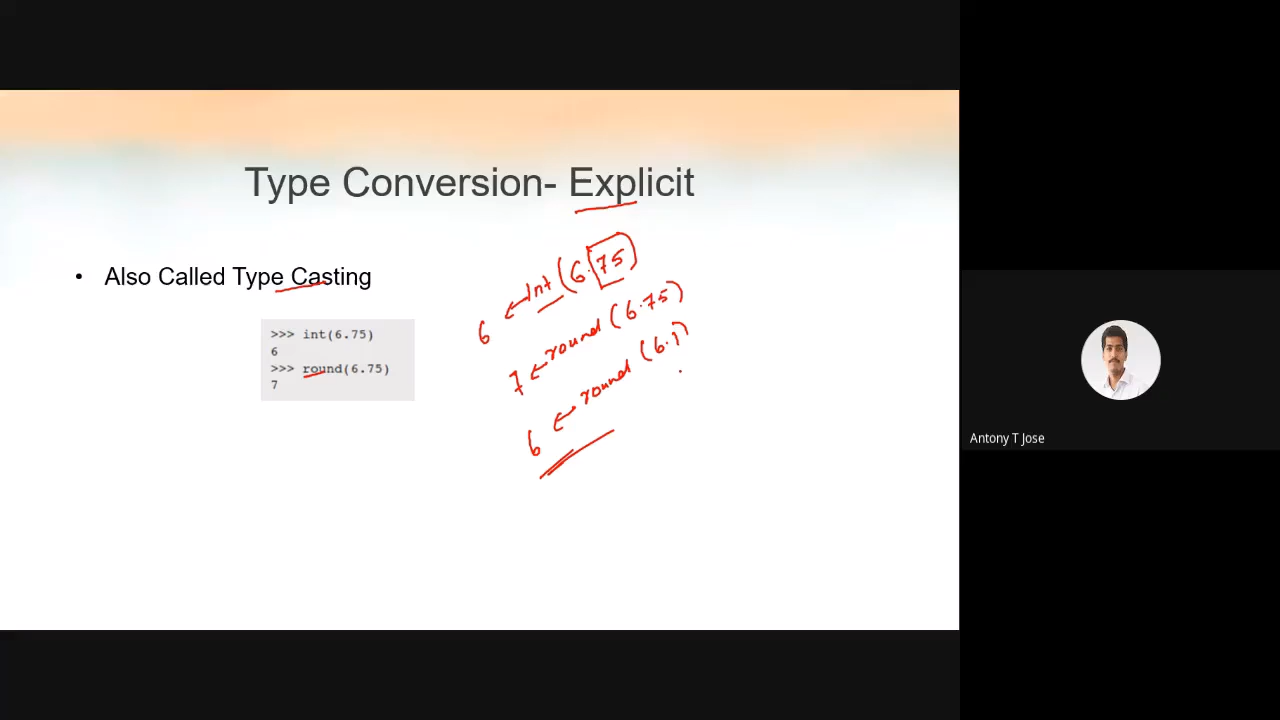 Type Conversion- Explicit
• Also Called Type Casting
>>> int(6.75)
6
>>> round(6.75)
7
6 ← int (6.75)
7 ← round (6.75)
6 ← round (6.1)
Antony T Jose